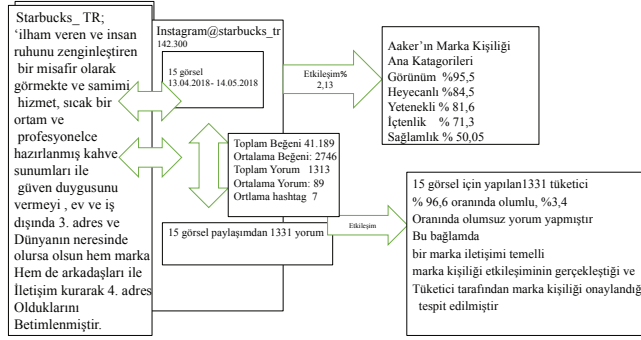 Starbucks_ TR;
‘ilham veren ve insan
ruhunu zenginleştiren
bir misafir olarak
görmekte ve samimi
hizmet, sıcak bir
ortam ve
profesyonelce
hazırlanmış kahve
sunumları ile
güven duygusunu
vermeyi , ev ve iş
dışında 3. adres ve
Dünyanın neresinde
olursa olsun hem marka
Hem de arkadaşları ile
İletişim kurarak 4. adres
Olduklarını
Betimlenmiştir.
Instagram@starbucks_tr
142.300
15 görsel
13.04.2018- 14.05.2018
Toplam Beğeni 41.189
Ortalama Beğeni: 2746
Toplam Yorum 1313
Ortalama Yorum: 89
Ortlama hashtag 7
15 görsel paylaşımdan 1331 yorum
Etkileşim%
2,13
Aaker’ın Marka Kişiliği
Ana Katagorileri
Görünüm %95,5
Heyecanlı %84,5
Yetenekli % 81,6
İçtenlik % 71,3
Sağlamlık % 50,05
Etkileşim
15 görsel için yapılan1331 tüketici
% 96,6 oranında olumlu, %3,4
Oranında olumsuz yorum yapmıştır
Bu bağlamda
bir marka iletişimi temelli
marka kişiliği etkileşiminin gerçekleştiği ve
Tüketici tarafından marka kişiliği onaylandığı
tespit edilmiştir